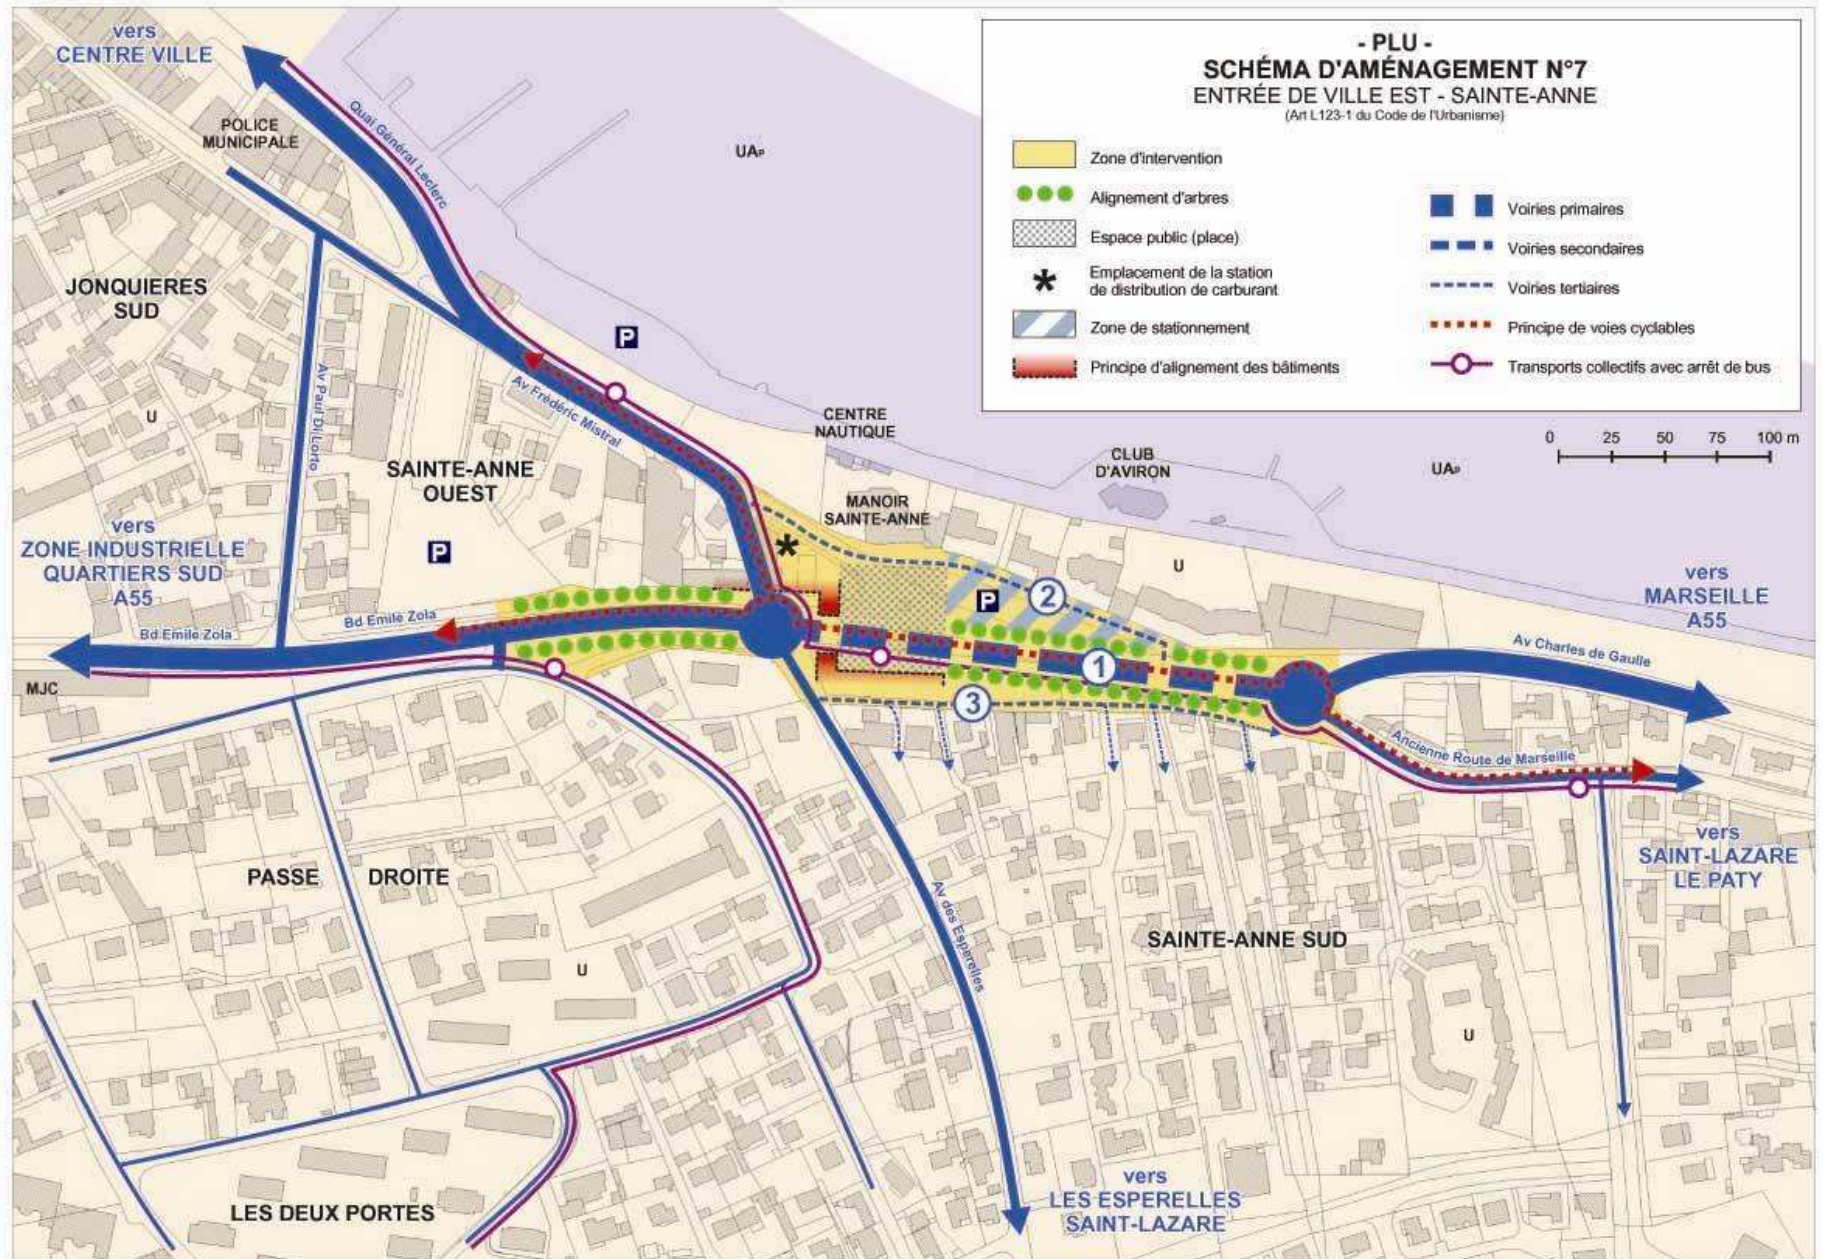 - PLU -
SCHÉMA D'AMÉNAGEMENT N°7
ENTRÉE DE VILLE EST - SAINTE-ANNE
(Art L123-1 du Code de l'Urbanisme)
Zone d'intervention
Alignement d'arbres
Espace public (place)
Emplacement de la station
de distribution de carburant
Zone de stationnement
Principe d'alignement des bâtiments
Voiries primaires
Voiries secondaires
Voiries tertiaires
Principe de voies cyclables
Transports collectifs avec arrêt de bus
0 25 50 75 100 m
vers
CENTRE VILLE
Quai Général Leclerc
POLICE
MUNICIPALE
UAP
JONQUIERES
SUD
P
Av Paul Di Lorto
Av Frédéric Mistral
U
CENTRE
NAUTIQUE
CLUB
D'AVIRON
UAP
SAINTE-ANNE
OUEST
MANOIR
SAINTE-ANNE
vers
ZONE INDUSTRIELLE
QUARTIERS SUD
A55
P
*
U
vers
MARSEILLE
A55
P
2
Bd Emile Zola
Bd Emile Zola
Av Charles de Gaulle
1
MJC
3
Ancienne Route de Marseille
vers
SAINT-LAZARE
LE PATY
PASSE DROITE
Av des Esperelles
SAINTE-ANNE SUD
U
U
LES DEUX PORTES
vers
LES ESPERELLES
SAINT-LAZARE